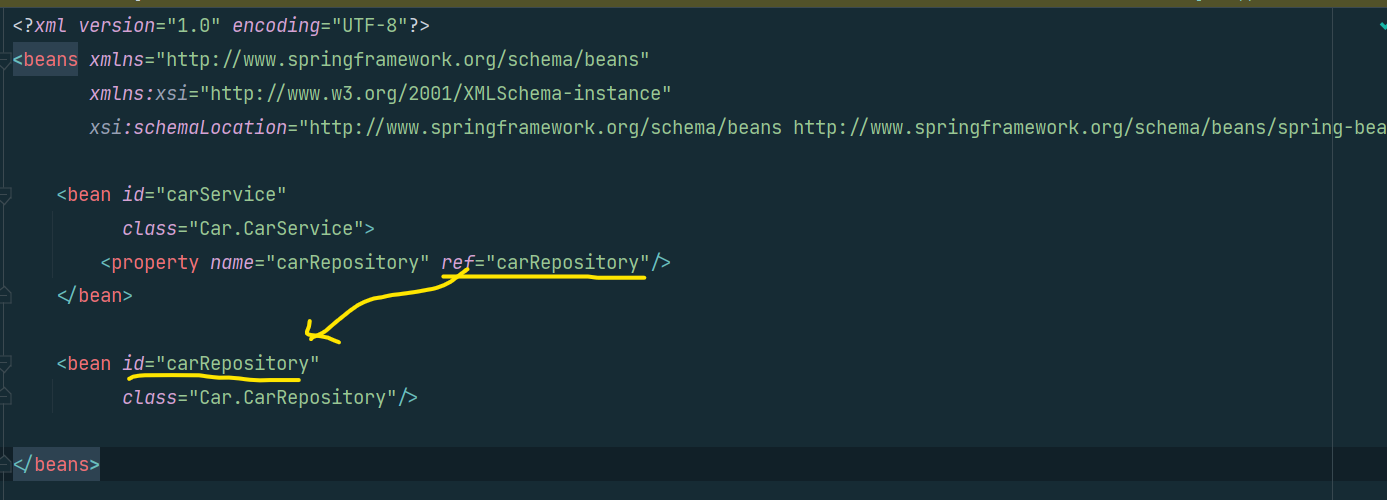 <?xml version="1.0" encoding="UTF-8"?>
<beans xmlns="http://www.springframework.org/schema/beans"
xmlns:xsi="http://www.w3.org/2001/XMLSchema-instance"
xsi:schemaLocation="http://www.springframework.org/schema/beans http://www.springframework.org/schema/beans/spring-bea
<bean id="carService"
class="Car.CarService">
<property name="carRepository" ref="carRepository"/>
</bean>
<bean id="carRepository"
class="Car.CarRepository"/>
</beans>